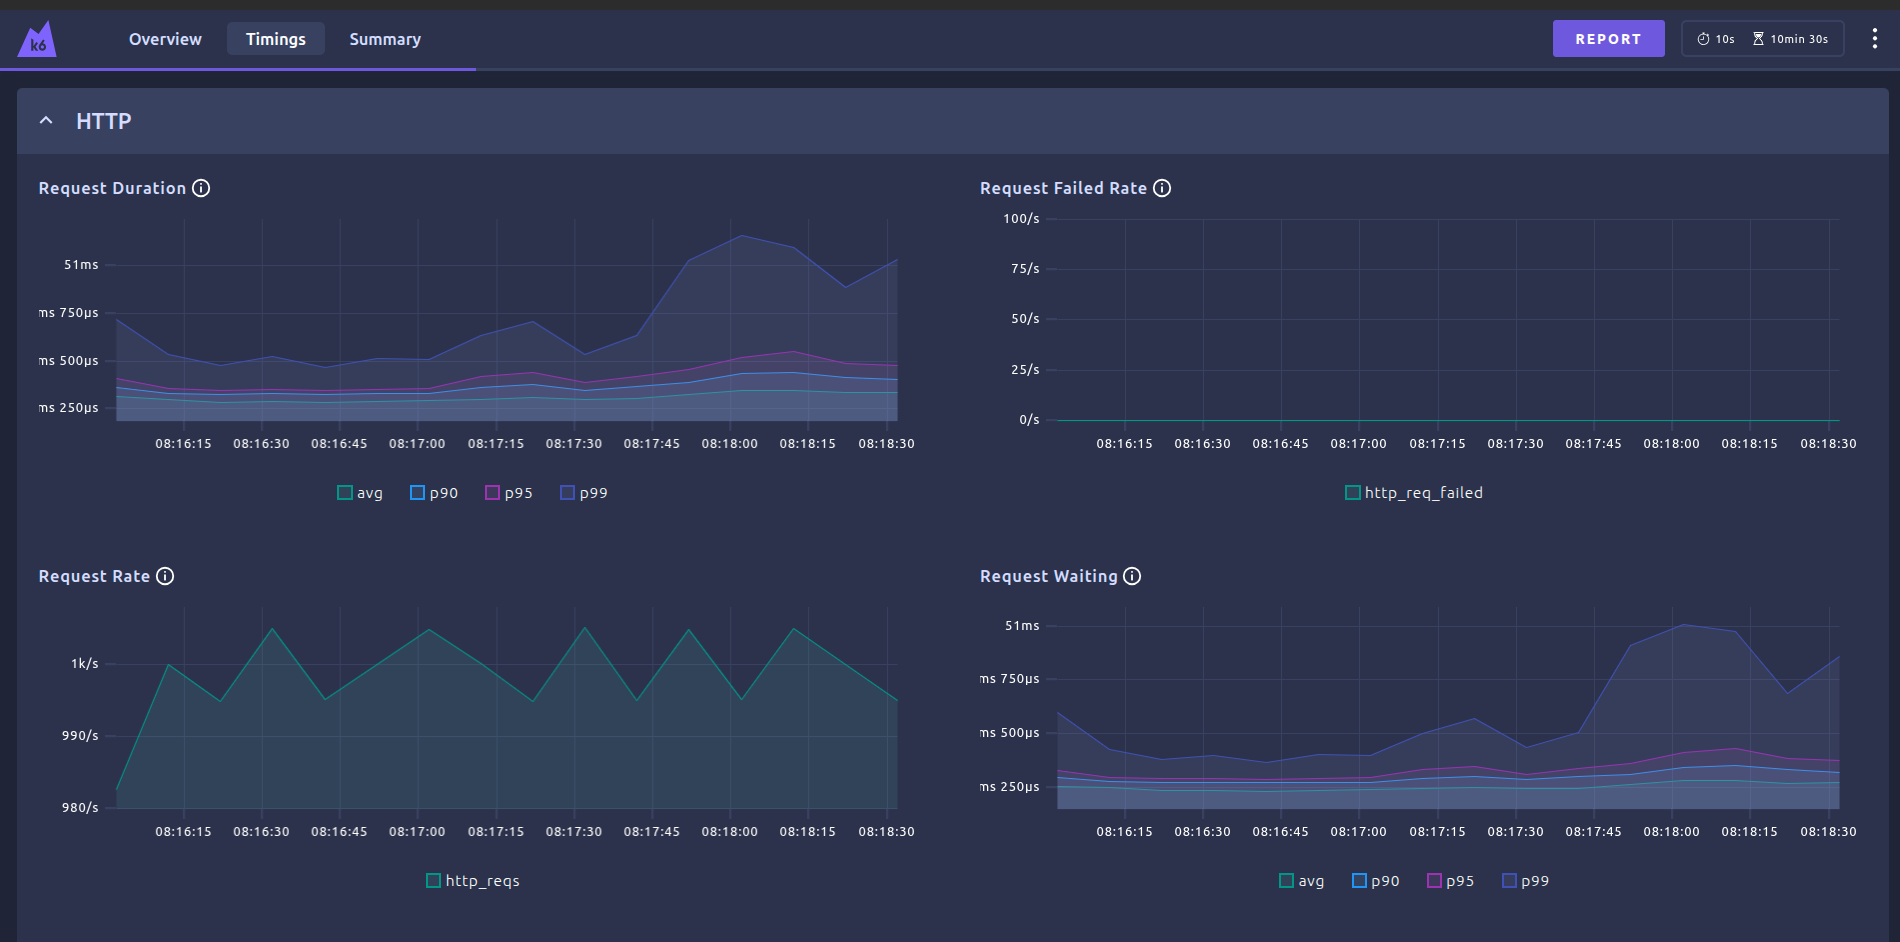 k6 Overview Timings Summary REPORT 10s 10min 30s
HTTP
Request Duration
51ms
ms 750µs
ms 500µs
ms 250µs
08:16:15 08:16:30 08:16:45 08:17:00 08:17:15 08:17:30 08:17:45 08:18:00 08:18:15 08:18:30
avg p90 p95 p99
Request Failed Rate
100/s
75/s
50/s
25/s
0/s
08:16:15 08:16:30 08:16:45 08:17:00 08:17:15 08:17:30 08:17:45 08:18:00 08:18:15 08:18:30
http_req_failed
Request Rate
1k/s
990/s
980/s
08:16:15 08:16:30 08:16:45 08:17:00 08:17:15 08:17:30 08:17:45 08:18:00 08:18:15 08:18:30
http_reqs
Request Waiting
51ms
ms 750µs
ms 500µs
ms 250µs
08:16:15 08:16:30 08:16:45 08:17:00 08:17:15 08:17:30 08:17:45 08:18:00 08:18:15 08:18:30
avg p90 p95 p99